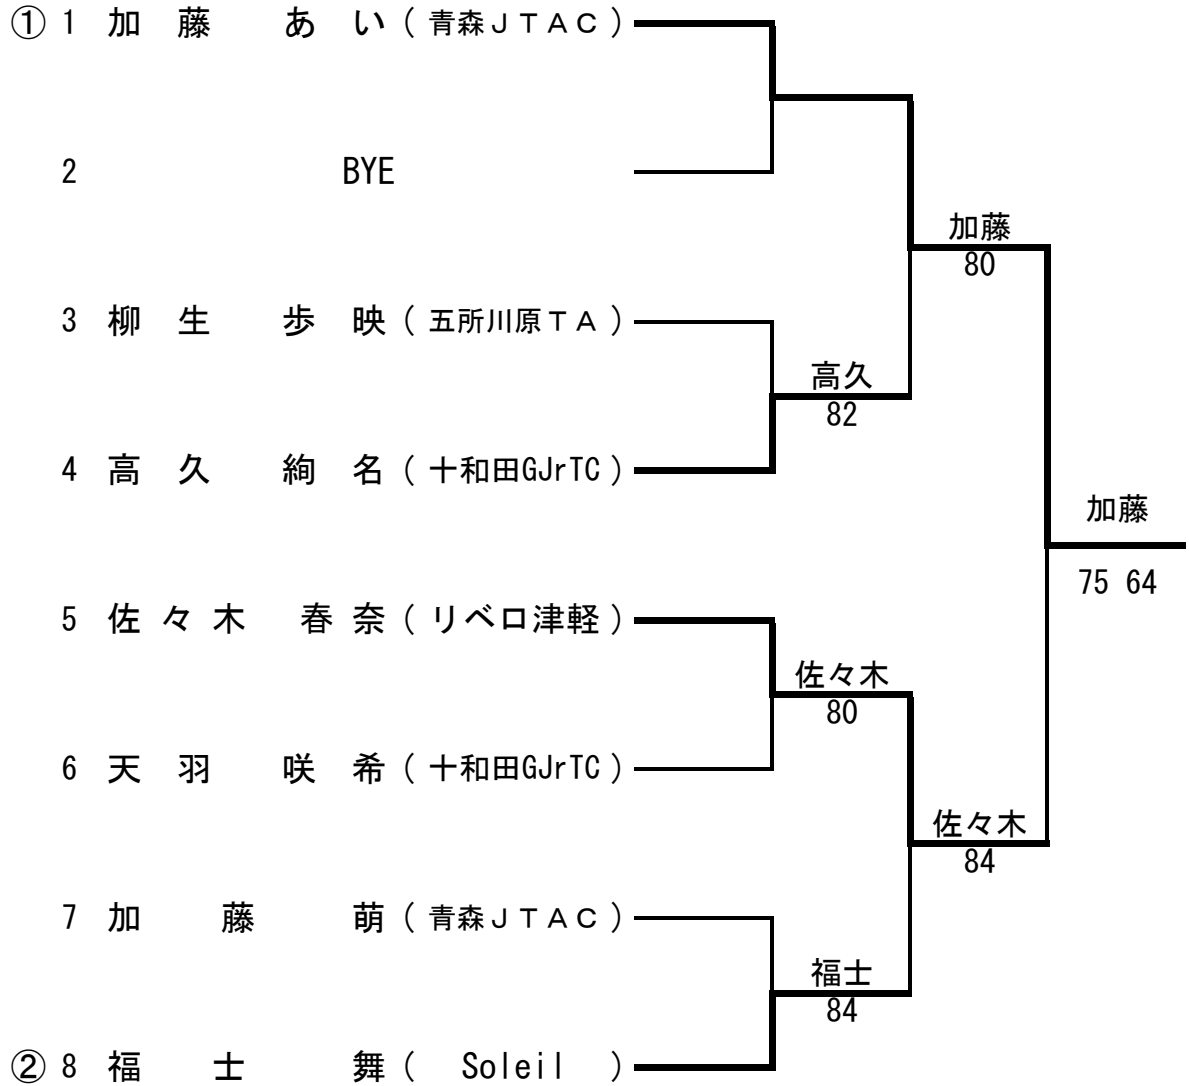 ① 1 加藤 あい ( 青森ＪＴＡＣ )
2 BYE
加藤
80
3 柳生 歩映 ( 五所川原ＴＡ )
高久
82
4 高久 絢名 ( 十和田GJrTC )
加藤
75 64
5 佐々木 春奈 ( リベロ津軽 )
佐々木
80
6 天羽 咲希 ( 十和田GJrTC )
佐々木
84
7 加藤 萌 ( 青森ＪＴＡＣ )
福士
84
② 8 福士 舞 ( Soleil )